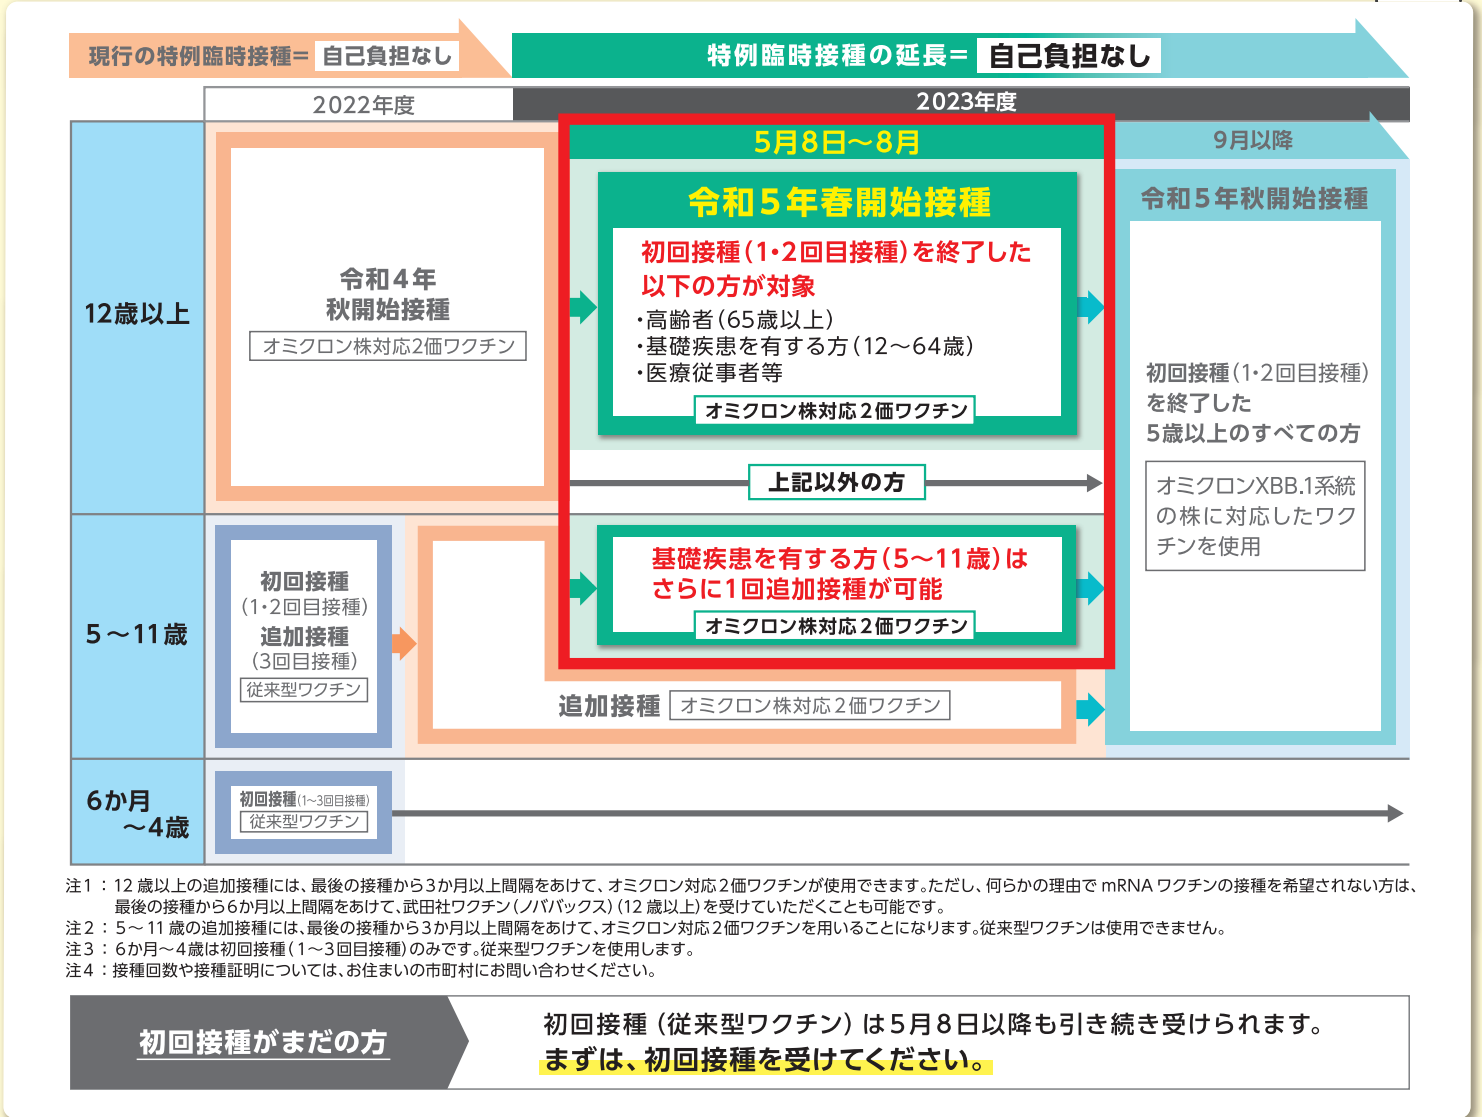 現行の特例臨時接種＝ 自己負担なし
特例臨時接種の延長＝ 自己負担なし
2022年度
2023年度
12歳以上
令和4年
秋開始接種
オミクロン株対応2価ワクチン
5月8日～8月
令和5年春開始接種
初回接種（1・2回目接種）を終了した
以下の方が対象
・高齢者（65歳以上）
・基礎疾患を有する方（12～64歳）
・医療従事者等
オミクロン株対応2価ワクチン
上記以外の方
9月以降
令和5年秋開始接種
初回接種（1・2回目接種）
を終了した
5歳以上のすべての方
オミクロンXBB.1系統
の株に対応したワク
チンを使用
5～11歳
初回接種
（1・2回目接種）
追加接種
（3回目接種）
従来型ワクチン
基礎疾患を有する方（5～11歳）は
さらに1回追加接種が可能
オミクロン株対応2価ワクチン
追加接種 オミクロン株対応2価ワクチン
6か月
～4歳
初回接種（1～3回目接種）
従来型ワクチン
注1：12歳以上の追加接種には、最後の接種から3か月以上間隔をあけて、オミクロン対応2価ワクチンが使用できます。ただし、何らかの理由でmRNAワクチンの接種を希望されない方は、
最後の接種から6か月以上間隔をあけて、武田社ワクチン（ノババックス）（12歳以上）を受けていただくことも可能です。
注2：5～11歳の追加接種には、最後の接種から3か月以上間隔をあけて、オミクロン対応2価ワクチンを用いることになります。従来型ワクチンは使用できません。
注3：6か月～4歳は初回接種（1～3回目接種）のみです。従来型ワクチンを使用します。
注4：接種回数や接種証明については、お住まいの市町村にお問い合わせください。
初回接種がまだの方
初回接種（従来型ワクチン）は5月8日以降も引き続き受けられます。
まずは、初回接種を受けてください。